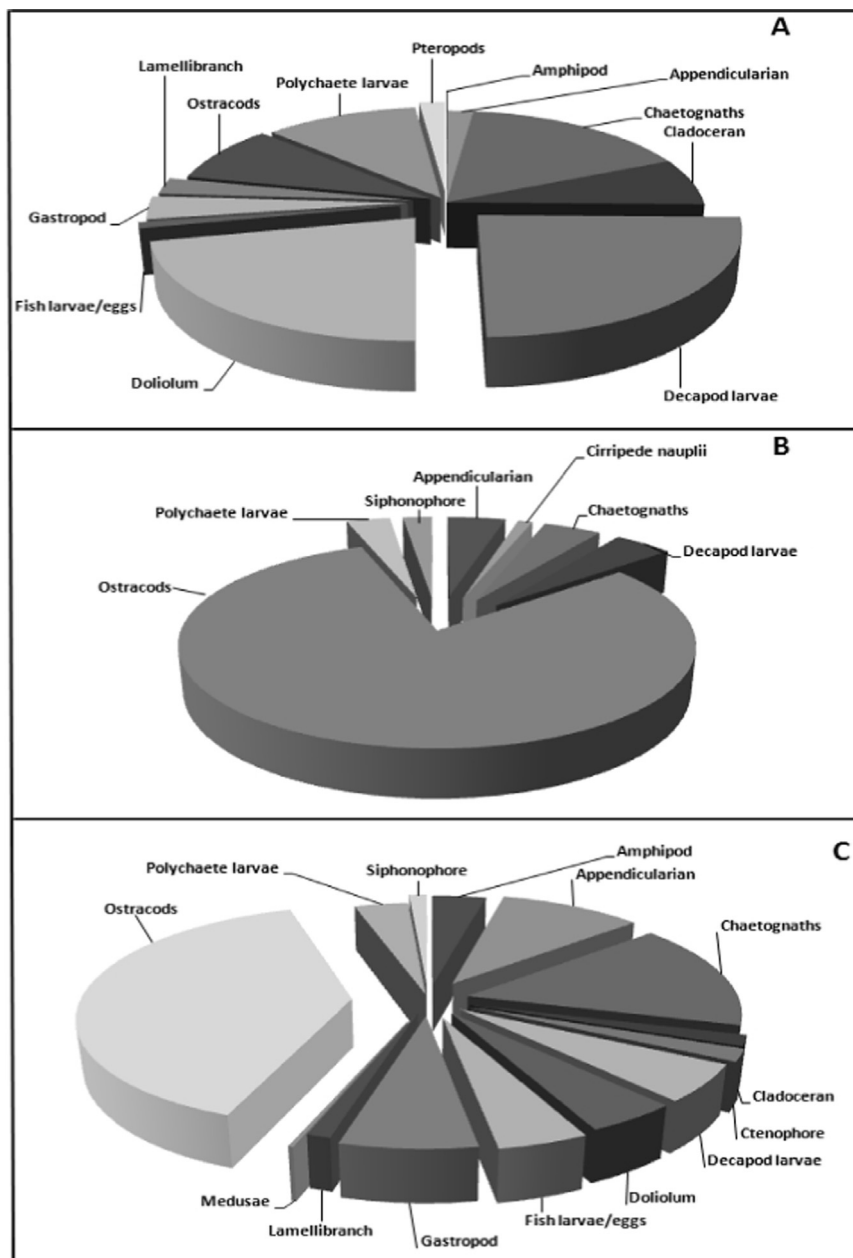 A
Pteropods
Amphipod
Lamellibranch
Appendicularian
Polychaete larvae
Ostracods
Chaetognaths
Cladoceran
Gastropod
Fish larvae/eggs
Doliolum
Decapod larvae
B
Cirripede nauplii
Appendicularian
Siphonophore
Polychaete larvae
Chaetognaths
Decapod larvae
Ostracods
C
Amphipod
Polychaete larvae
Siphonophore
Appendicularian
Ostracods
Chaetognaths
Cladoceran
Ctenophore
Decapod larvae
Doliolum
Medusae
Fish larvae/eggs
Lamellibranch
Gastropod